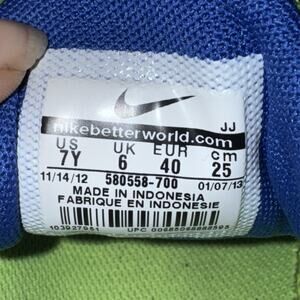 nikebetterworld.com
JJ
US UK EUR cm
7Y 6 40 25
11/14/12 580558-700 01/07/13
MADE IN INDONESIA
FABRIQUE EN INDONESIE
UPC